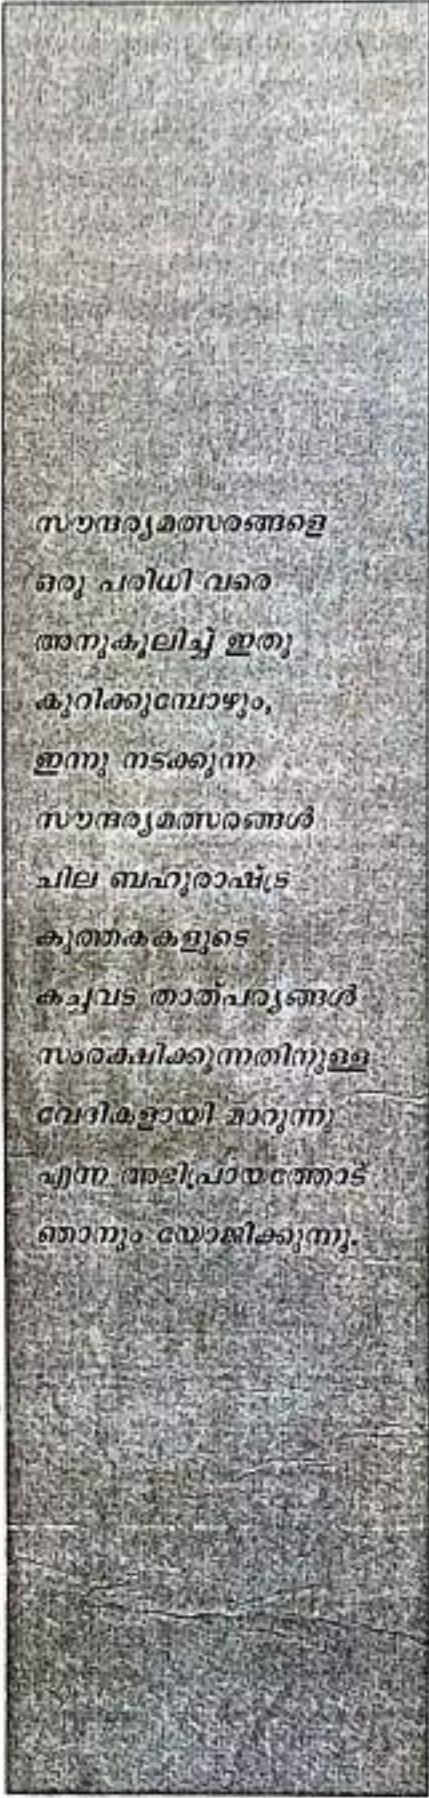 സൗന്ദര്യമത്സരങ്ങളെ
ഒരു പരിധി വരെ
അനുകൂലിച്ച് ഇതു
കുറിക്കുമ്പോഴും,
ഇന്നു നടക്കുന്ന
സൗന്ദര്യമത്സരങ്ങൾ
ചില ബഹുരാഷ്ട്ര
കുത്തകകളുടെ
കച്ചവട താത്പര്യങ്ങൾ
സംരക്ഷിക്കുന്നതിനുള്ള
വേദികളായി മാറുന്നു
എന്ന അഭിപ്രായത്തോട്
ഞാനും യോജിക്കുന്നു.